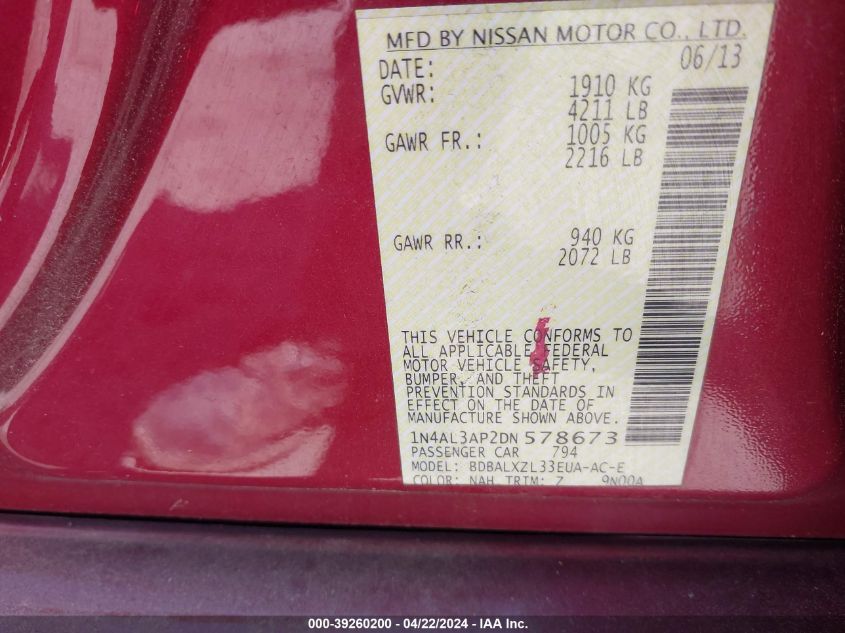 MFD BY NISSAN MOTOR CO., LTD.
DATE: 06/13
GVWR: 1910 KG
4211 LB
GAWR FR.: 1005 KG
2216 LB
GAWR RR.: 940 KG
2072 LB
THIS VEHICLE CONFORMS TO
ALL APPLICABLE FEDERAL
MOTOR VEHICLE SAFETY,
BUMPER, AND THEFT
PREVENTION STANDARDS IN
EFFECT ON THE DATE OF
MANUFACTURE SHOWN ABOVE.
1N4AL3AP2DN578673
PASSENGER CAR 794
MODEL: BDBALXZL33EUA-AC-E
COLOR: NAH TRIM: Z 9N00A
000-39260200 - 04/22/2024 - IAA Inc.